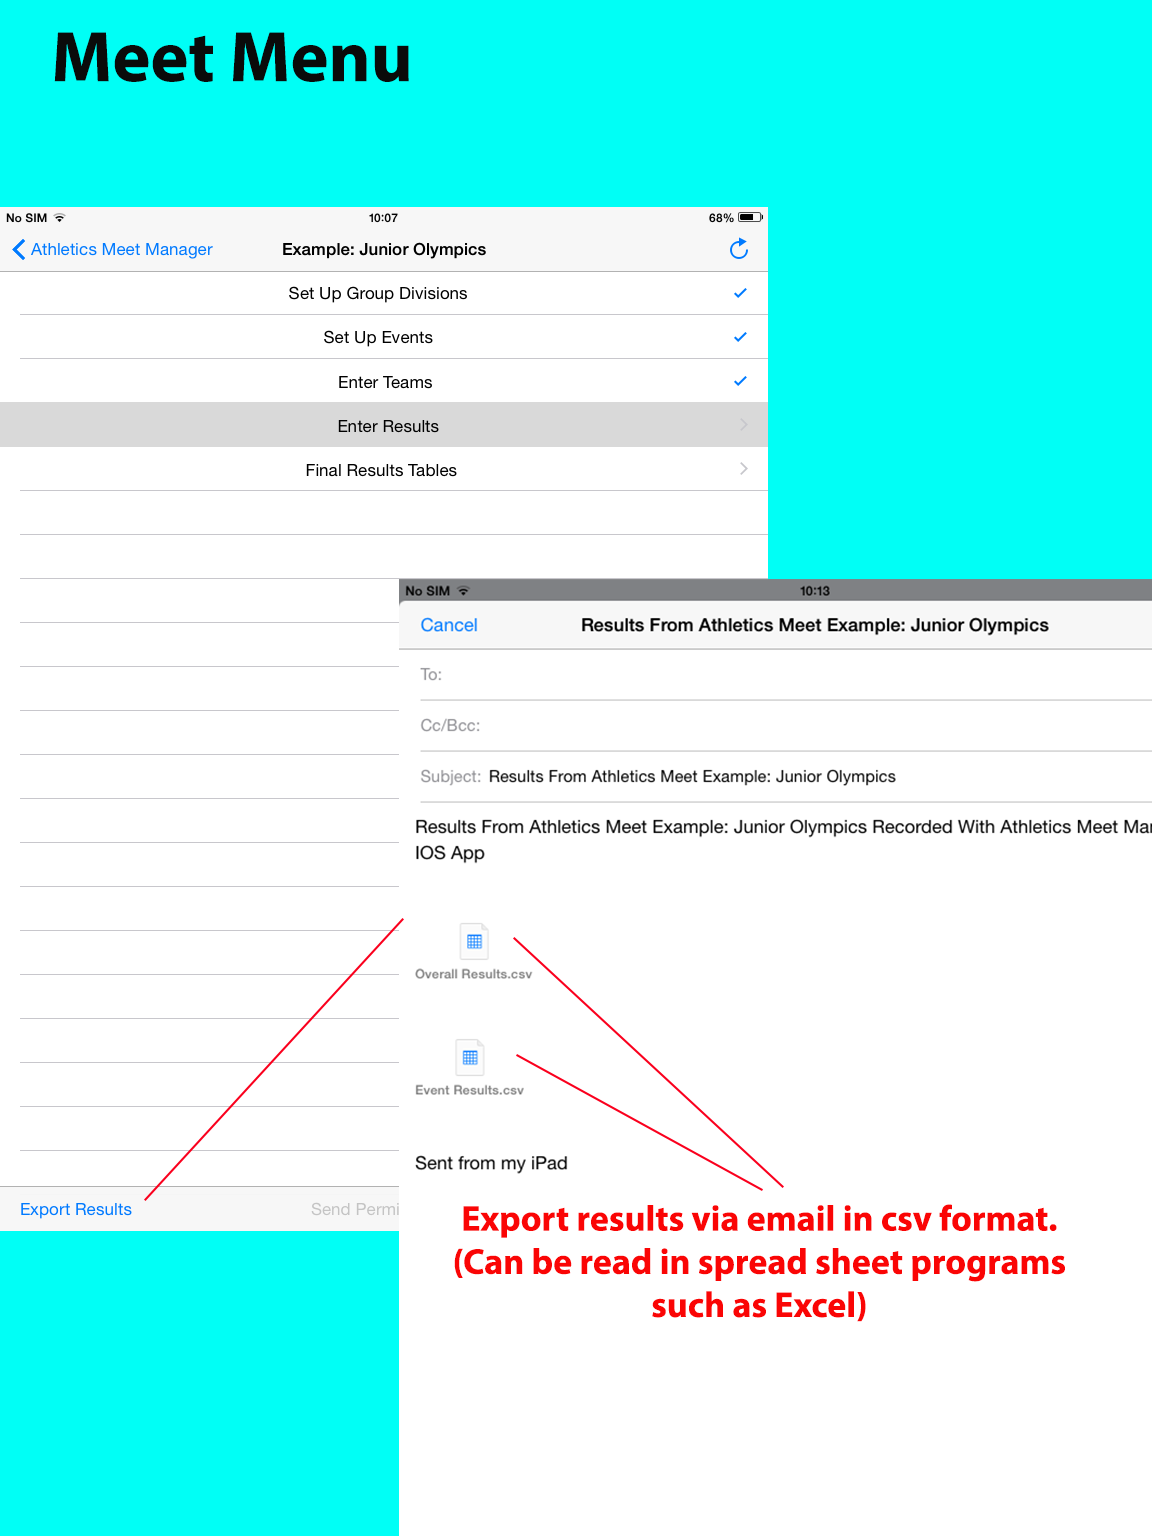 Meet Menu
No SIM 10:07 68%
Athletics Meet Manager Example: Junior Olympics
Set Up Group Divisions
Set Up Events
Enter Teams
Enter Results
Final Results Tables
No SIM 10:13
Cancel Results From Athletics Meet Example: Junior Olympics
To:
Cc/Bcc:
Subject: Results From Athletics Meet Example: Junior Olympics
Results From Athletics Meet Example: Junior Olympics Recorded With Athletics Meet Mar
IOS App
Overall Results.csv
Event Results.csv
Sent from my iPad
Export Results Send Permi
Export results via email in csv format.
(Can be read in spread sheet programs
such as Excel)